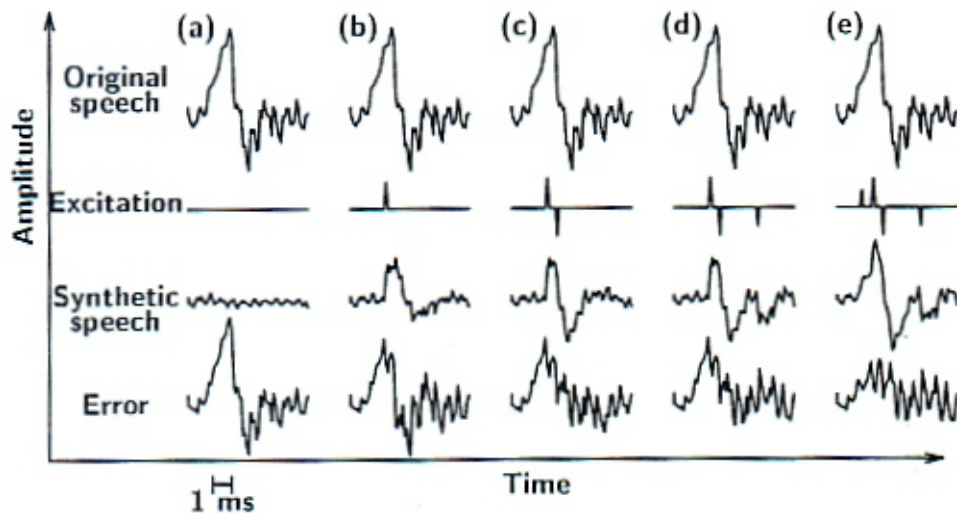 (a) (b) (c) (d) (e)
Original
speech
Excitation
Synthetic
speech
Error
Amplitude
Time
1 ms